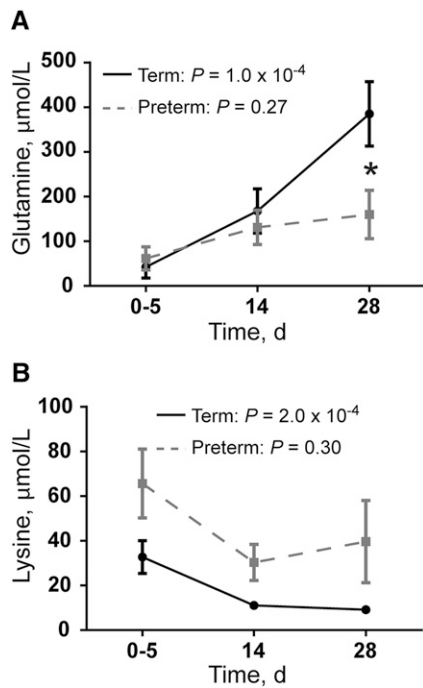 A
500
400
300
200
100
0
Glutamine, μmol/L
Term: P = 1.0 x 10-4
Preterm: P = 0.27
*
0-5 14 28
Time, d
B
100
80
60
40
20
0
Lysine, μmol/L
Term: P = 2.0 x 10-4
Preterm: P = 0.30
0-5 14 28
Time, d